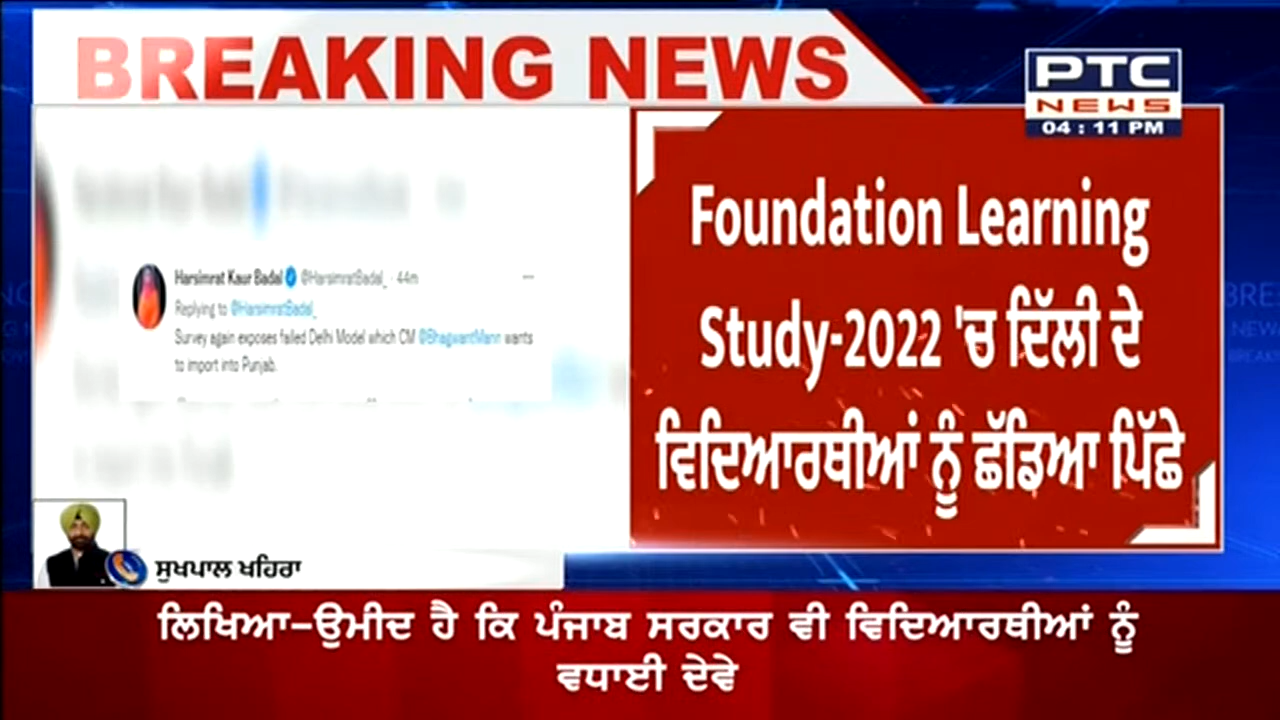 BREAKING NEWS
PTC
NEWS
04 : 11 PM
Harsimrat Kaur Badal @HarsimratBadal_ · 44m
Replying to @HarsimratBadal_
Survey again exposes failed Delhi Model which CM @BhagwantMann wants
to import into Punjab.
Foundation Learning
Study-2022 'ਚ ਦਿੱਲੀ ਦੇ
ਵਿਦਿਆਰਥੀਆਂ ਨੂੰ ਛੱਡਿਆ ਪਿੱਛੇ
ਸੁਖਪਾਲ ਖਹਿਰਾ
ਲਿਖਿਆ-ਉਮੀਦ ਹੈ ਕਿ ਪੰਜਾਬ ਸਰਕਾਰ ਵੀ ਵਿਦਿਆਰਥੀਆਂ ਨੂੰ
ਵਧਾਈ ਦੇਵੇ